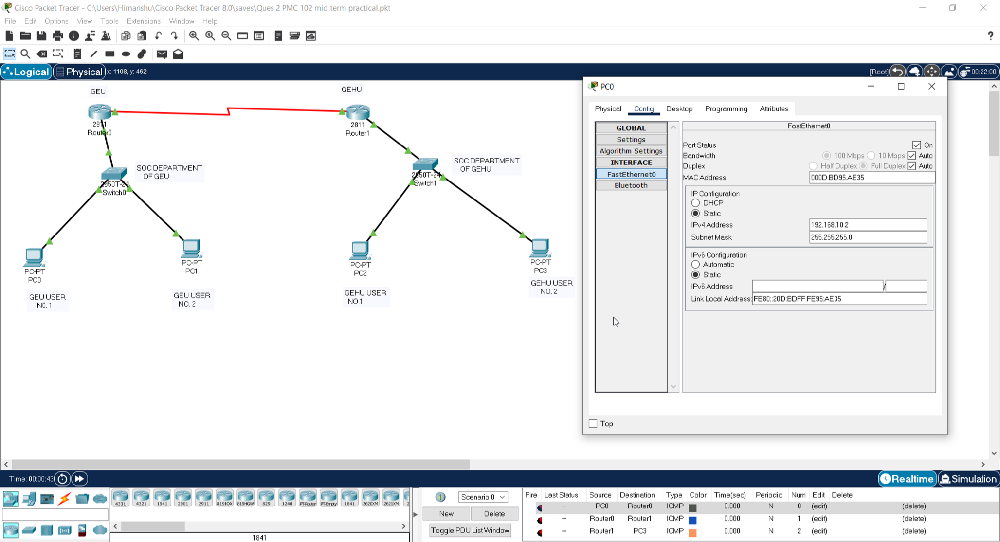 Cisco Packet Tracer - C:\Users\Himanshu\Cisco Packet Tracer 8.0\saves\Ques 2 PMC 102 mid term practical.pkt
File Edit Options View Tools Extensions Window Help
?
Logical Physical x: 1108, y: 462 [Root] 00:22:00
GEU
GEHU
2811
Router0
2811
Router1
SOC DEPARTMENT
OF GEU
2950T-24
Switch0
SOC DEPARTMENT
OF GEHU
2950T-24
Switch1
PC-PT
PC0
PC-PT
PC1
PC-PT
PC2
PC-PT
PC3
GEU USER
N0. 1
GEU USER
NO. 2
GEHU USER
NO.1
GEHU USER
NO, 2
PC0
Physical Config Desktop Programming Attributes
GLOBAL
Settings
Algorithm Settings
INTERFACE
FastEthernet0
Bluetooth
FastEthernet0
Port Status On
Bandwidth 100 Mbps 10 Mbps Auto
Duplex Half Duplex Full Duplex Auto
MAC Address 000D.BD95.AE35
IP Configuration
DHCP
Static
IPv4 Address 192.168.10.2
Subnet Mask 255.255.255.0
IPv6 Configuration
Automatic
Static
IPv6 Address /
Link Local Address: FE80::20D:BDFF:FE95:AE35
Top
Time: 00:00:43 Realtime Simulation
4331 4321 1941 2901 2911 819IOX 819HGW 829 1240 PT-Router PT-Empty 1841 2620XM 2621XM 2
1841
Scenario 0
New Delete
Toggle PDU List Window
Fire Last Status Source Destination Type Color Time(sec) Periodic Num Edit Delete
-- PC0 Router0 ICMP 0.000 N 0 (edit) (delete)
-- Router0 Router1 ICMP 0.000 N 1 (edit) (delete)
-- Router1 PC3 ICMP 0.000 N 2 (edit) (delete)